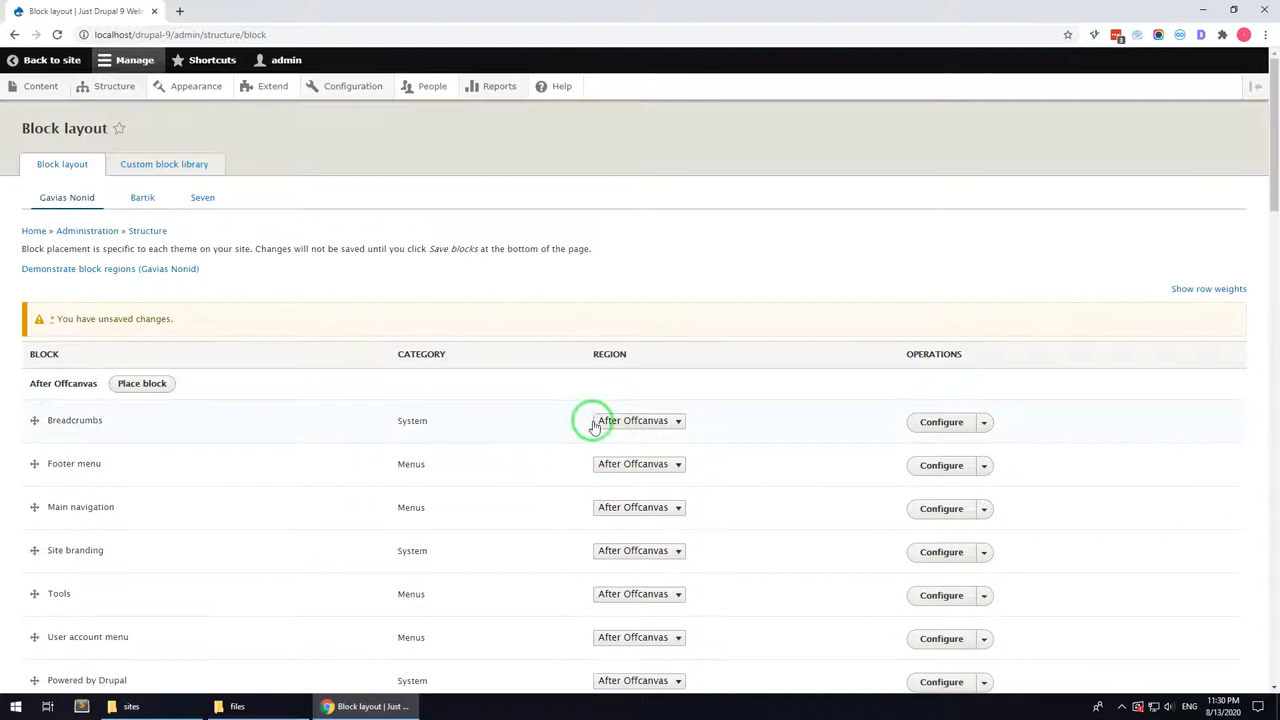 Block layout | Just Drupal 9 Web
localhost/drupal-9/admin/structure/block
3
Back to site Manage Shortcuts admin
Content Structure Appearance Extend Configuration People Reports Help
Block layout
Block layout Custom block library
Gavias Nonid Bartik Seven
Home » Administration » Structure
Block placement is specific to each theme on your site. Changes will not be saved until you click Save blocks at the bottom of the page.
Demonstrate block regions (Gavias Nonid)
Show row weights
* You have unsaved changes.
BLOCK CATEGORY REGION OPERATIONS
After Offcanvas Place block
Breadcrumbs System After Offcanvas Configure
Footer menu Menus After Offcanvas Configure
Main navigation Menus After Offcanvas Configure
Site branding System After Offcanvas Configure
Tools Menus After Offcanvas Configure
User account menu Menus After Offcanvas Configure
Powered by Drupal System After Offcanvas Configure
sites files Block layout | Just ... ENG 11:30 PM
8/13/2020